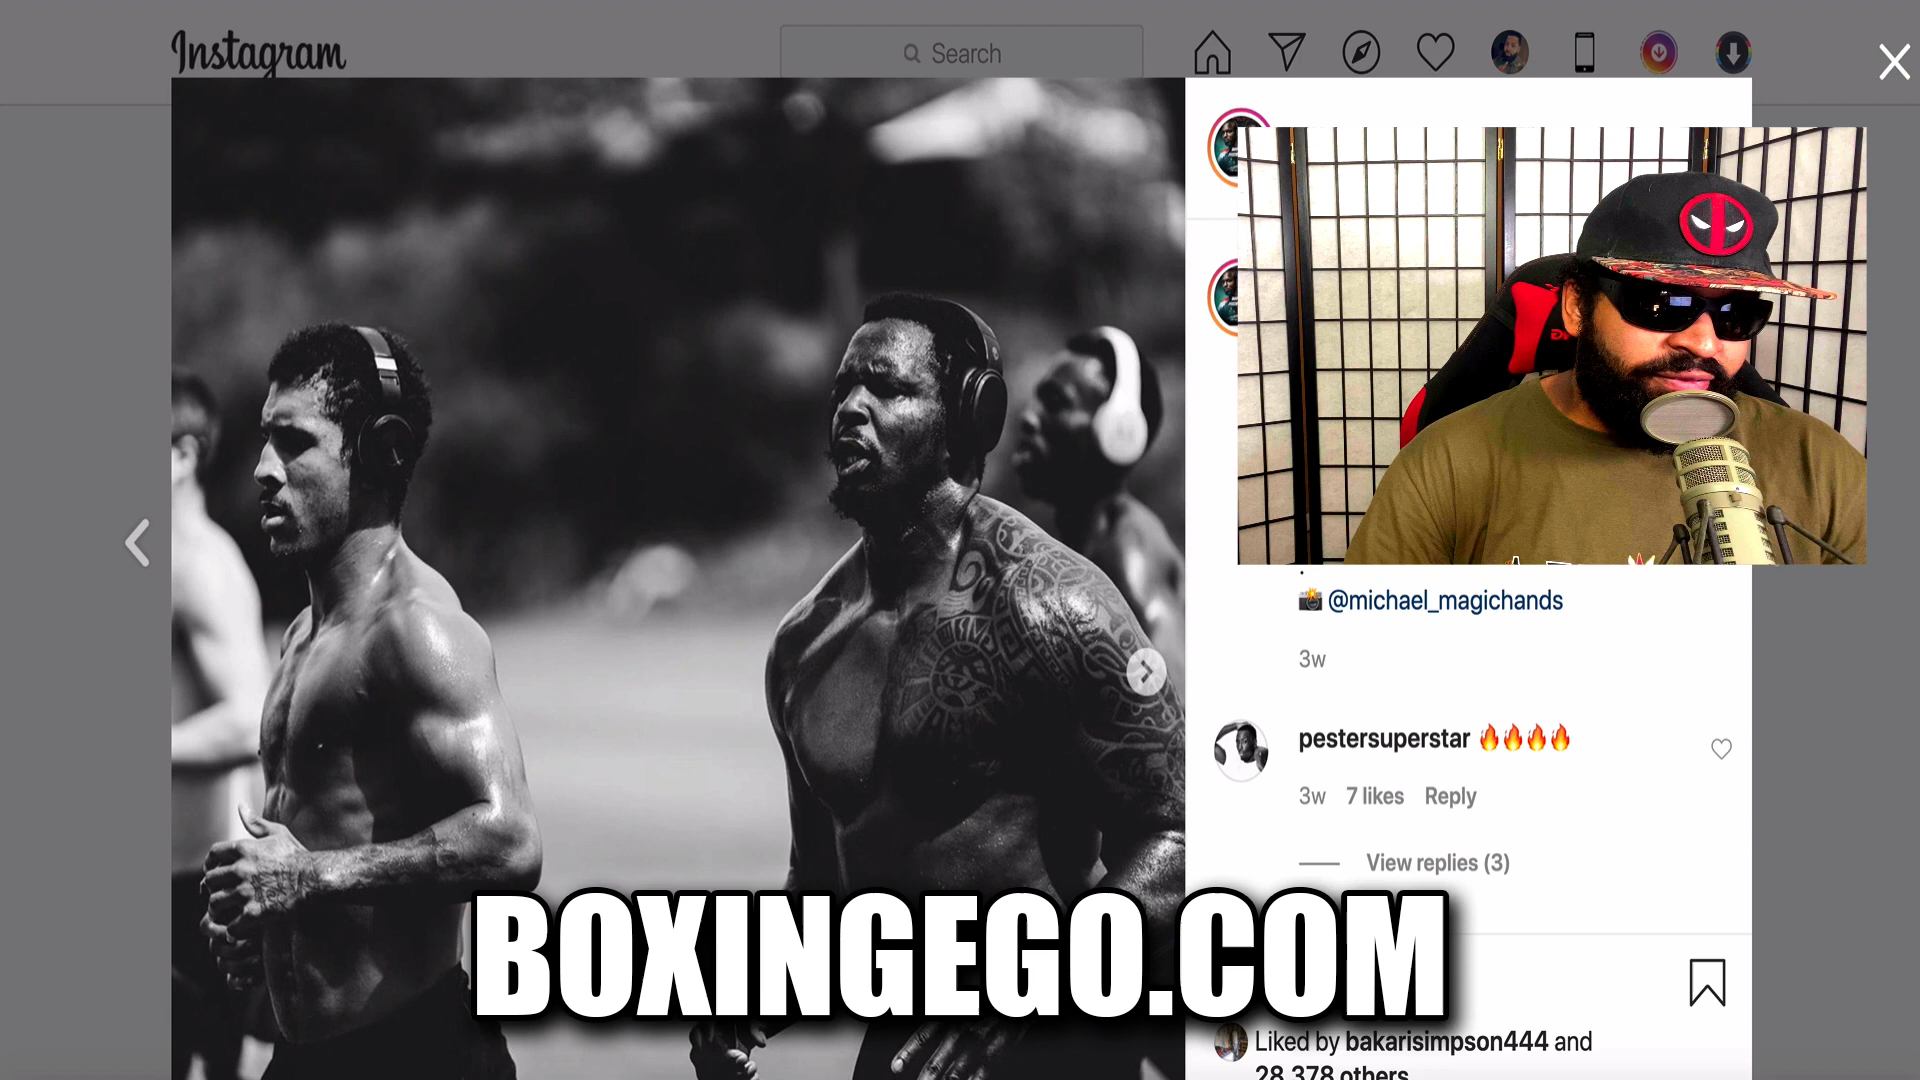 Instagram
Search
.
📸 @michael_magichands
3w
pestersuperstar 🔥🔥🔥🔥
3w 7 likes Reply
View replies (3)
BOXINGEGO.COM
Liked by bakarisimpson444 and
28,378 others